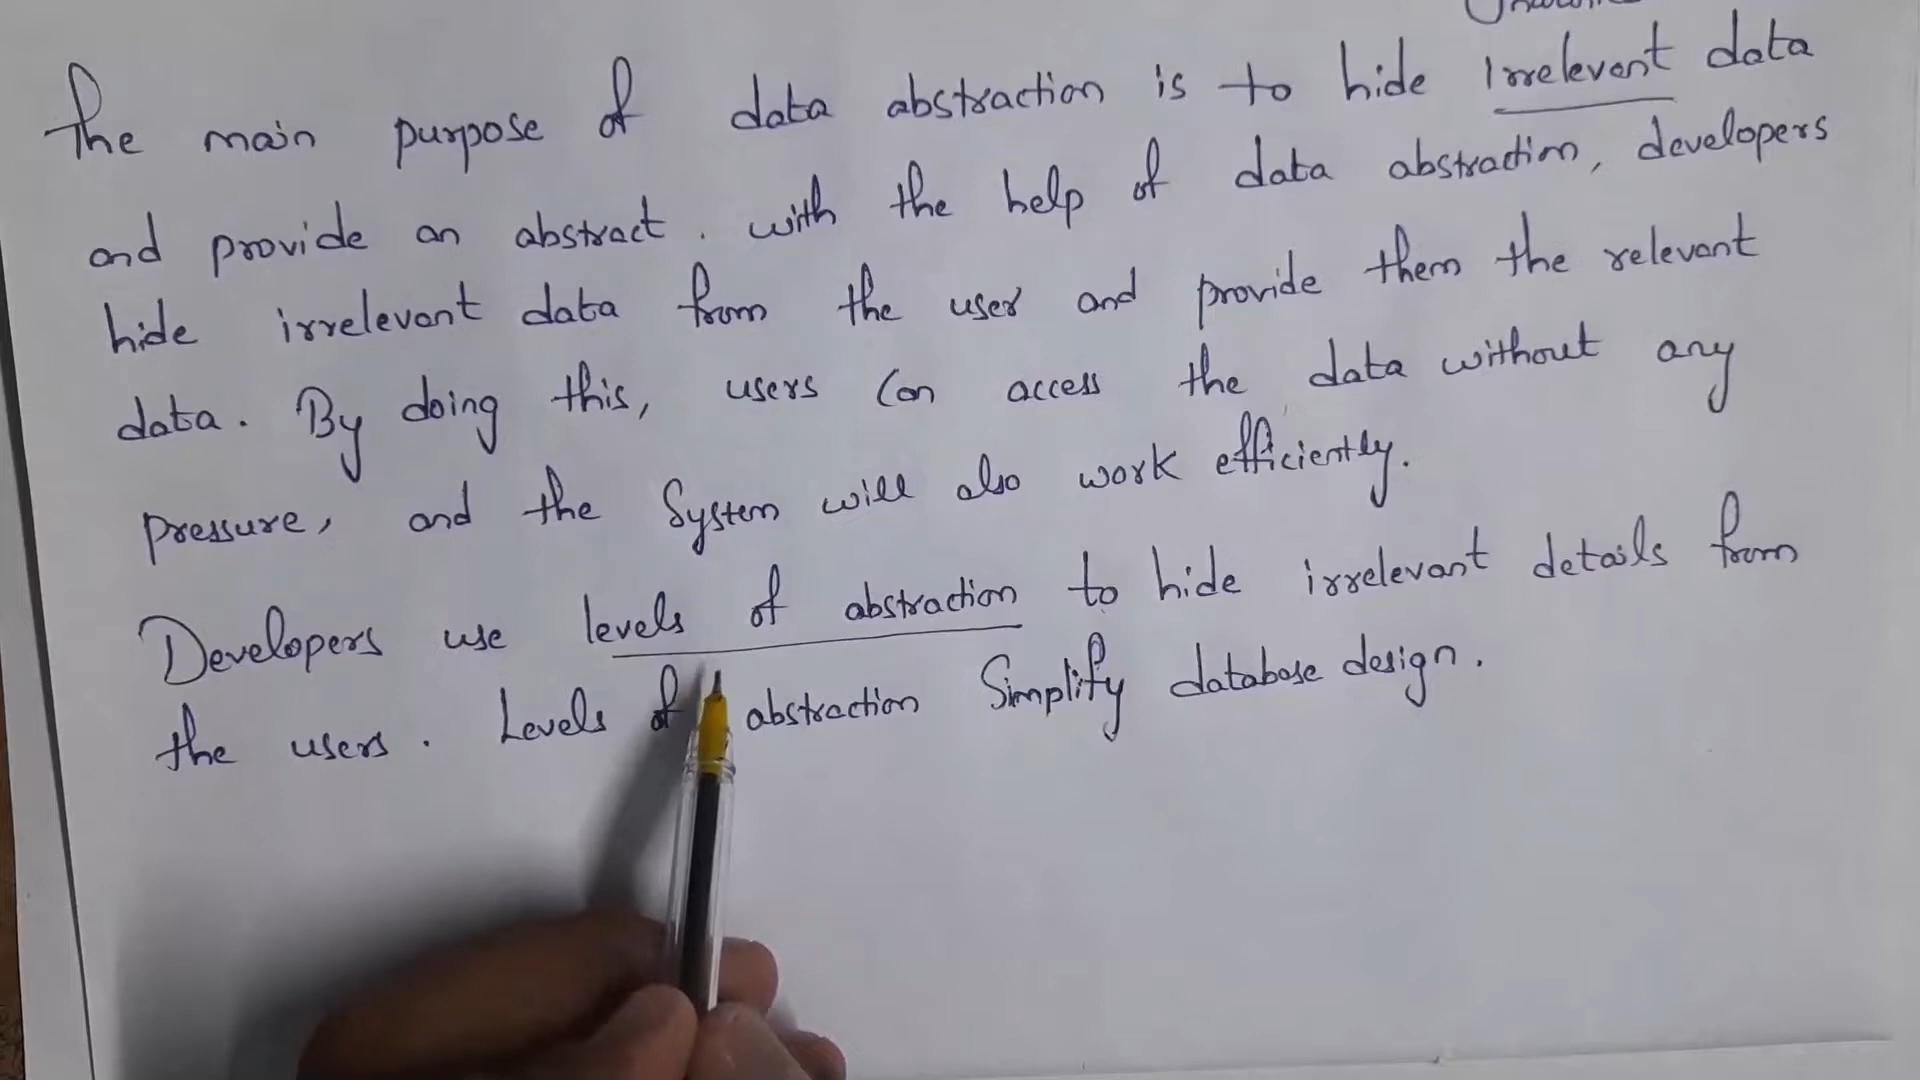 The main purpose of data abstraction is to hide Irrelevant data
and provide an abstract. with the help of data abstraction, developers
hide irrelevant data from the user and provide them the relevant
data. By doing this, users can access the data without any
pressure, and the System will also work efficiently.
Developers use levels of abstraction to hide irrelevant details from
the users. Levels of abstraction Simplify database design.